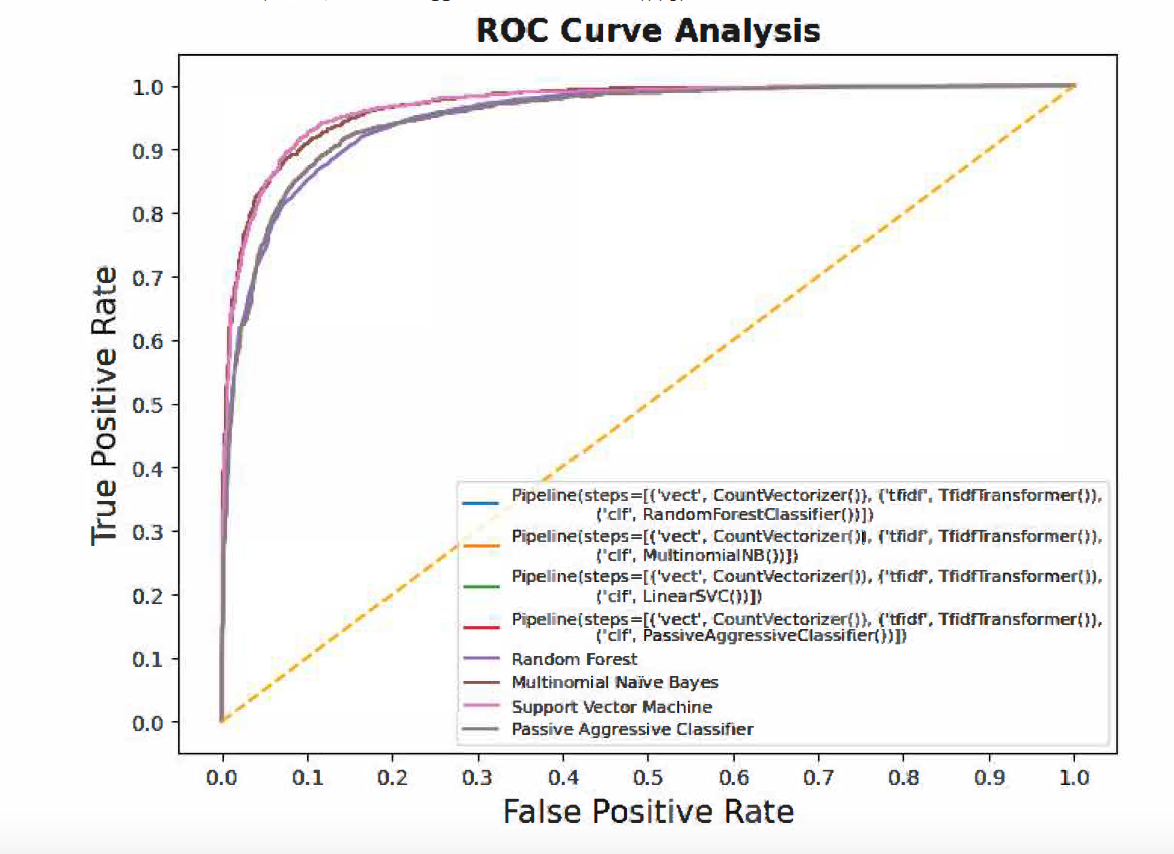 ROC Curve Analysis
True Positive Rate
1.0
0.9
0.8
0.7
0.6
0.5
0.4
0.3
0.2
0.1
0.0
Pipeline(steps=[('vect', CountVectorizer()), ('tfidf', TfidfTransformer()),
('clf', RandomForestClassifier())])
Pipeline(steps=[('vect', CountVectorizer()), ('tfidf', TfidfTransformer()),
('clf', MultinomialNB())])
Pipeline(steps=[('vect', CountVectorizer()), ('tfidf', TfidfTransformer()),
('clf', LinearSVC())])
Pipeline(steps=[('vect', CountVectorizer()), ('tfidf', TfidfTransformer()),
('clf', PassiveAggressiveClassifier())])
Random Forest
Multinomial Naïve Bayes
Support Vector Machine
Passive Aggressive Classifier
0.0 0.1 0.2 0.3 0.4 0.5 0.6 0.7 0.8 0.9 1.0
False Positive Rate